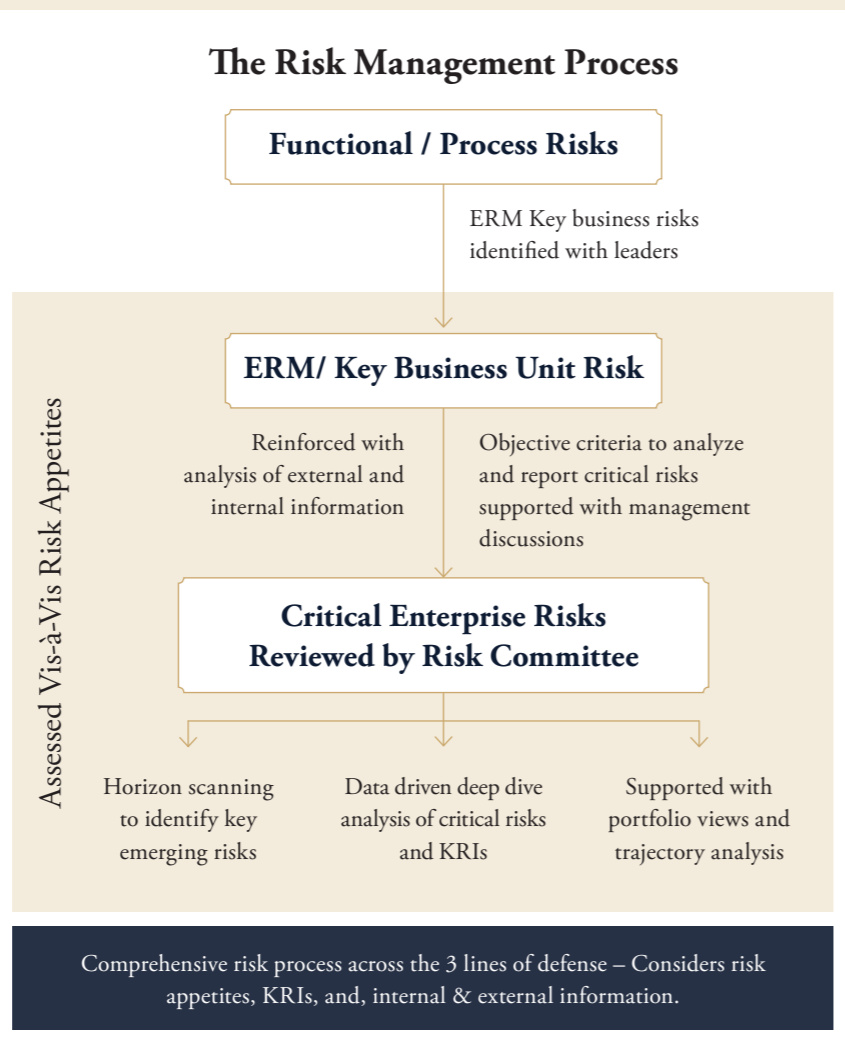 The Risk Management Process
Functional / Process Risks
ERM Key business risks
identified with leaders
ERM/ Key Business Unit Risk
Reinforced with
analysis of external and
internal information
Objective criteria to analyze
and report critical risks
supported with management
discussions
Assessed Vis-à-Vis Risk Appetites
Critical Enterprise Risks
Reviewed by Risk Committee
Horizon scanning
to identify key
emerging risks
Data driven deep dive
analysis of critical risks
and KRIs
Supported with
portfolio views and
trajectory analysis
Comprehensive risk process across the 3 lines of defense – Considers risk
appetites, KRIs, and, internal & external information.